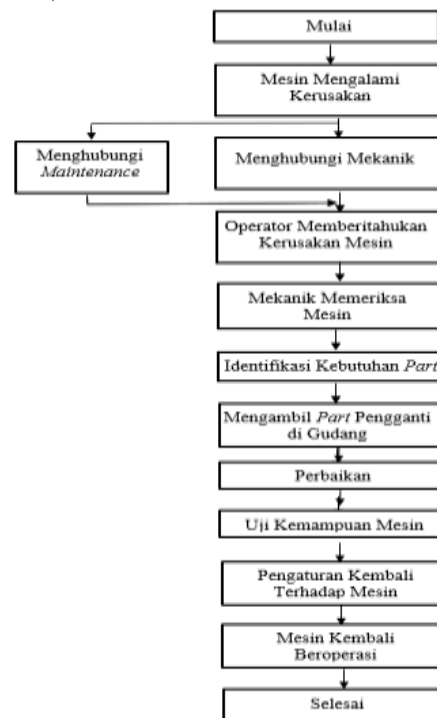 Mulai
Mesin Mengalami
Kerusakan
Menghubungi
Maintenance
Menghubungi Mekanik
Operator Memberitahukan
Kerusakan Mesin
Mekanik Memeriksa
Mesin
Identifikasi Kebutuhan Part
Mengambil Part Pengganti
di Gudang
Perbaikan
Uji Kemampuan Mesin
Pengaturan Kembali
Terhadap Mesin
Mesin Kembali
Beroperasi
Selesai